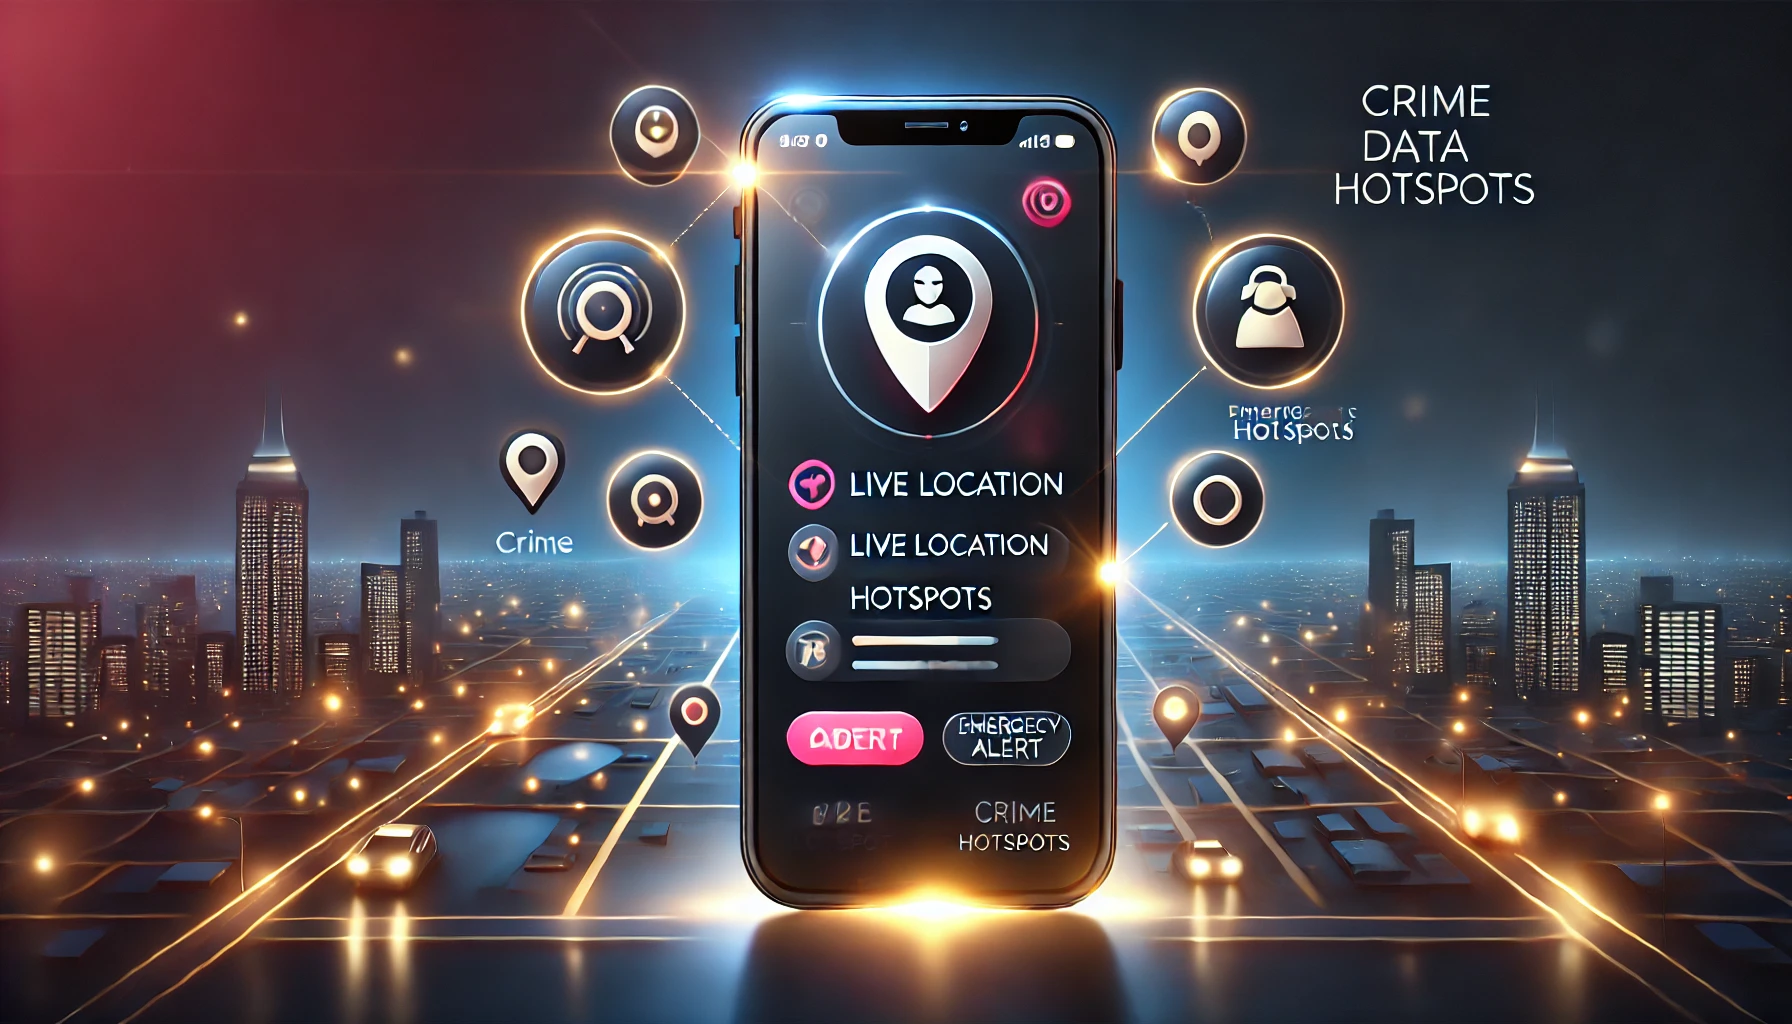 CRIME
DATA
HOTSPOTS
HOTSPOTS
Crime
LIVE LOCATION
LIVE LOCATION
HOTSPOTS
ALERT
CRIME
HOTSPOTS